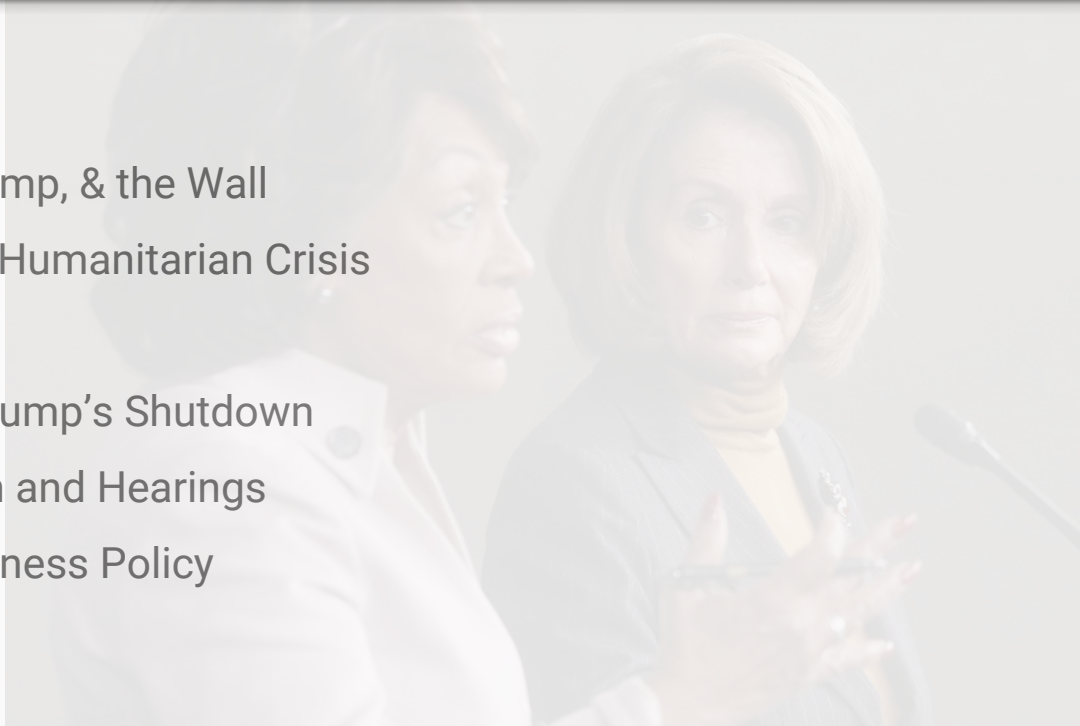 mp, & the Wall
Humanitarian Crisis
ump’s Shutdown
and Hearings
ness Policy